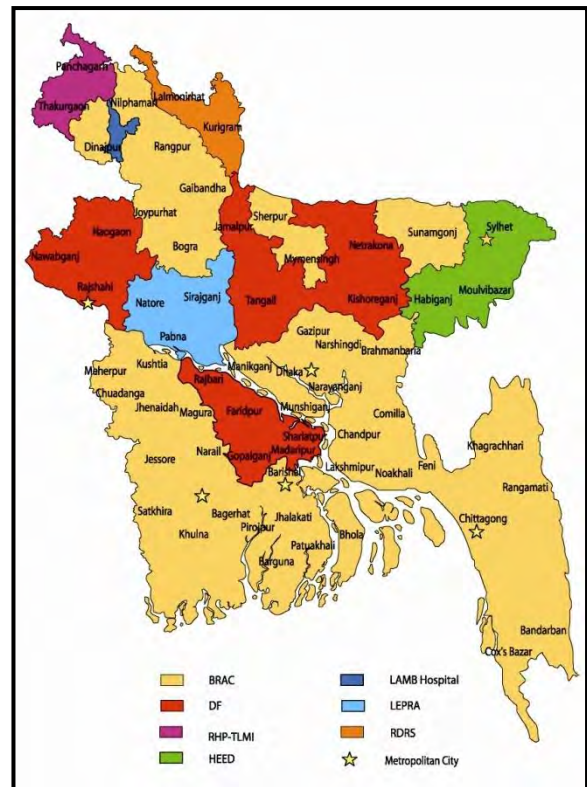 Panchagarh
Thakurgaon
Nilphamari
Lalmonirhat
Kurigram
Dinajpur
Rangpur
Gaibandha
Joypurhat
Bogra
Jamalpur
Sherpur
Mymensingh
Netrakona
Sunamgonj
Sylhet
Naogaon
Nawabganj
Rajshahi
Natore
Sirajganj
Pabna
Tangail
Kishoreganj
Habiganj
Moulvibazar
Gazipur
Narshingdi
Brahmanbaria
Maherpur
Kushtia
Manikganj
Dhaka
Narayanganj
Chuadanga
Rajbari
Jhenaidah
Magura
Faridpur
Munshiganj
Comilla
Shariatpur
Chandpur
Khagrachhari
Jessore
Narail
Gopalganj
Madaripur
Barishal
Lakshmipur
Noakhali
Feni
Rangamati
Satkhira
Bagerhat
Khulna
Pirojpur
Jhalakati
Patuakhali
Barguna
Bhola
Chittagong
Bandarban
Cox's Bazar
BRAC
LAMB Hospital
DF
LEPRA
RHP-TLMI
RDRS
HEED
Metropolitan City